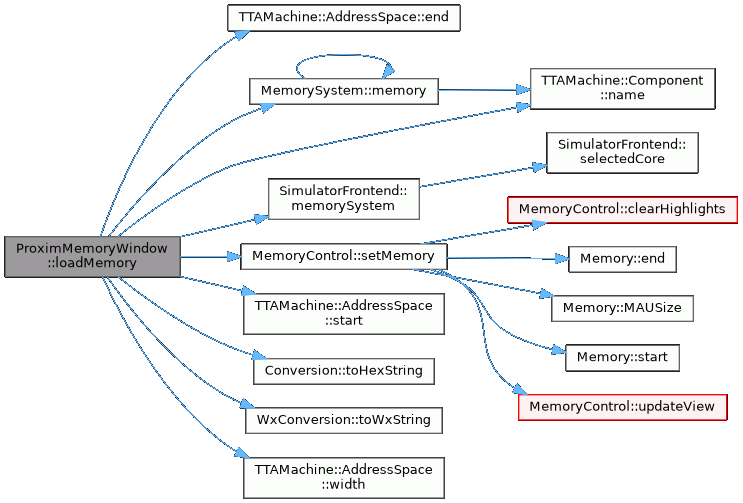 TTAMachine::AddressSpace::end
MemorySystem::memory
TTAMachine::Component
::name
SimulatorFrontend::
selectedCore
SimulatorFrontend::
memorySystem
MemoryControl::clearHighlights
ProximMemoryWindow
::loadMemory
MemoryControl::setMemory
Memory::end
TTAMachine::AddressSpace
::start
Memory::MAUSize
Memory::start
Conversion::toHexString
MemoryControl::updateView
WxConversion::toWxString
TTAMachine::AddressSpace
::width